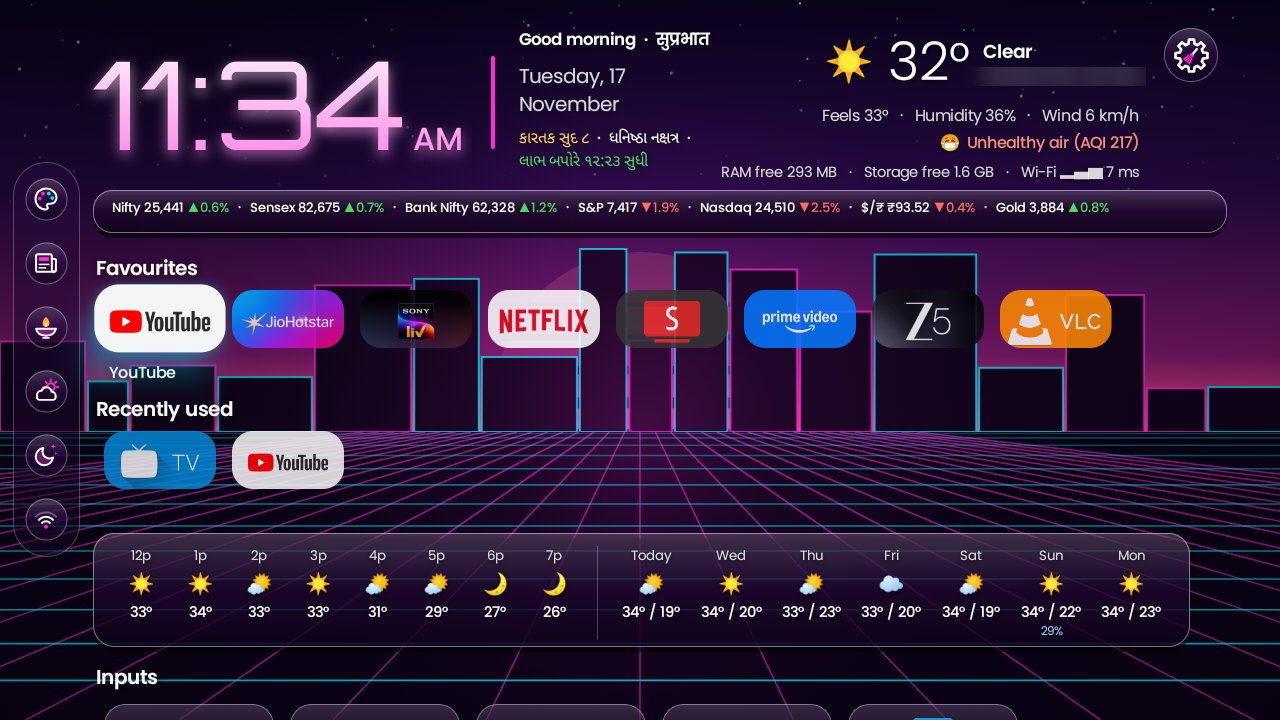 11:34 AM
Good morning · सुप्रभात
Tuesday, 17
November
કારતક સુદ ૮ · ધનિષ્ઠા નક્ષત્ર ·
લાભ બપોરે ૧૨:૨૩ સુધી
32° Clear
Feels 33° · Humidity 36% · Wind 6 km/h
Unhealthy air (AQI 217)
RAM free 293 MB · Storage free 1.6 GB · Wi-Fi ▂▃▅ 7 ms
Nifty 25,441 ▲0.6% · Sensex 82,675 ▲0.7% · Bank Nifty 62,328 ▲1.2% · S&P 7,417 ▼1.9% · Nasdaq 24,510 ▼2.5% · $/₹ ₹93.52 ▼0.4% · Gold 3,884 ▲0.8%
Favourites
YouTube JioHotstar SONY liv NETFLIX S prime video Z5 VLC
YouTube
Recently used
TV YouTube
12p 1p 2p 3p 4p 5p 6p 7p Today Wed Thu Fri Sat Sun Mon
33° 34° 33° 33° 31° 29° 27° 26° 34° / 19° 34° / 20° 33° / 23° 33° / 20° 34° / 19° 34° / 22° 34° / 23°
29%
Inputs